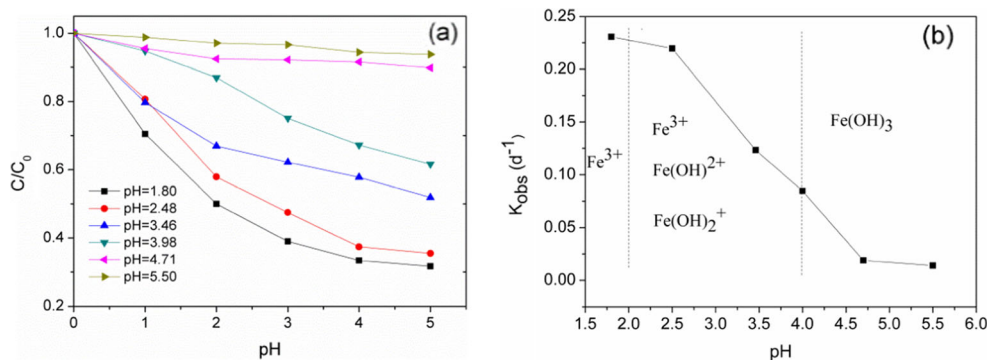 (a)
1.0
0.8
0.6
0.4
0.2
C/C0
pH=1.80
pH=2.48
pH=3.46
pH=3.98
pH=4.71
pH=5.50
0 1 2 3 4 5
pH
(b)
0.25
0.20
0.15
0.10
0.05
0.00
Kobs (d-1)
Fe3+
Fe3+
Fe(OH)2+
Fe(OH)2+
Fe(OH)3
1.5 2.0 2.5 3.0 3.5 4.0 4.5 5.0 5.5 6.0
pH